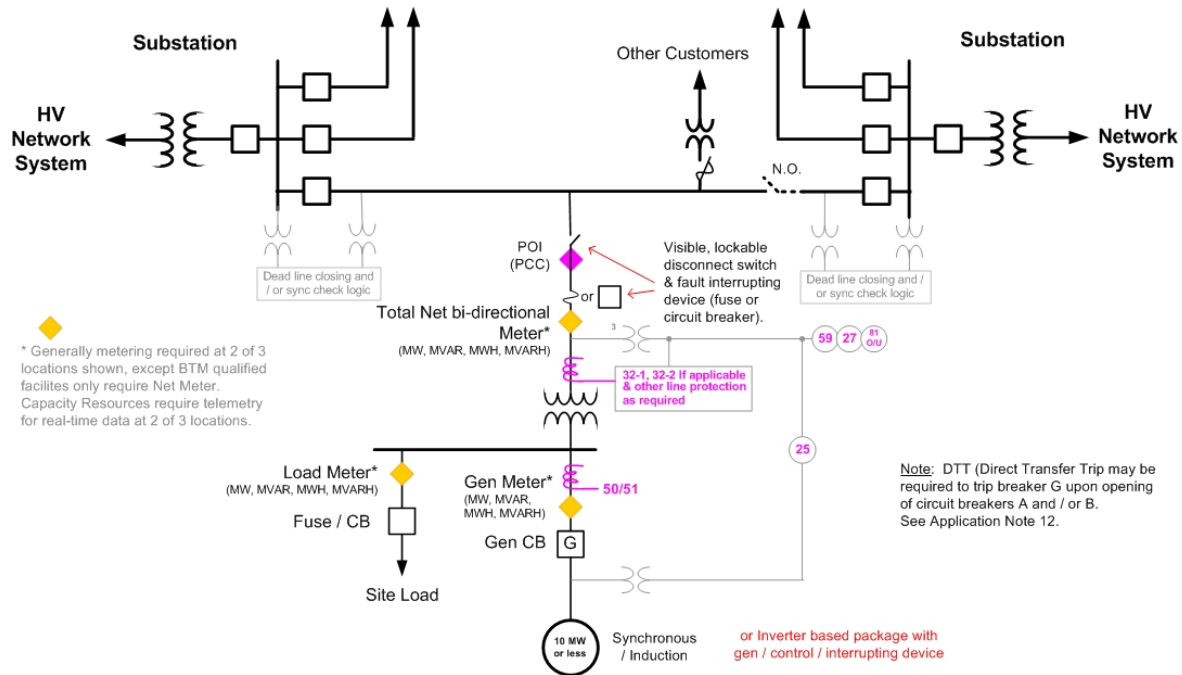 Substation
Substation
Other Customers
HV
Network
System
HV
Network
System
N.O.
POI
(PCC)
Visible, lockable
disconnect switch
& fault interrupting
device (fuse or
circuit breaker).
Dead line closing and
/ or sync check logic
Dead line closing and /
or sync check logic
or
Total Net bi-directional
Meter*
(MW, MVAR, MWH, MVARH)
3
59
27
81
O/U
* Generally metering required at 2 of 3
locations shown, except BTM qualified
facilites only require Net Meter.
Capacity Resources require telemetry
for real-time data at 2 of 3 locations.
32-1, 32-2 If applicable
& other line protection
as required
25
Load Meter*
(MW, MVAR, MWH, MVARH)
Gen Meter*
(MW, MVAR,
MWH, MVARH)
50/51
Fuse / CB
Gen CB
G
Note: DTT (Direct Transfer Trip may be
required to trip breaker G upon opening
of circuit breakers A and / or B.
See Application Note 12.
Site Load
10 MW
or less
Synchronous
/ Induction
or Inverter based package with
gen / control / interrupting device